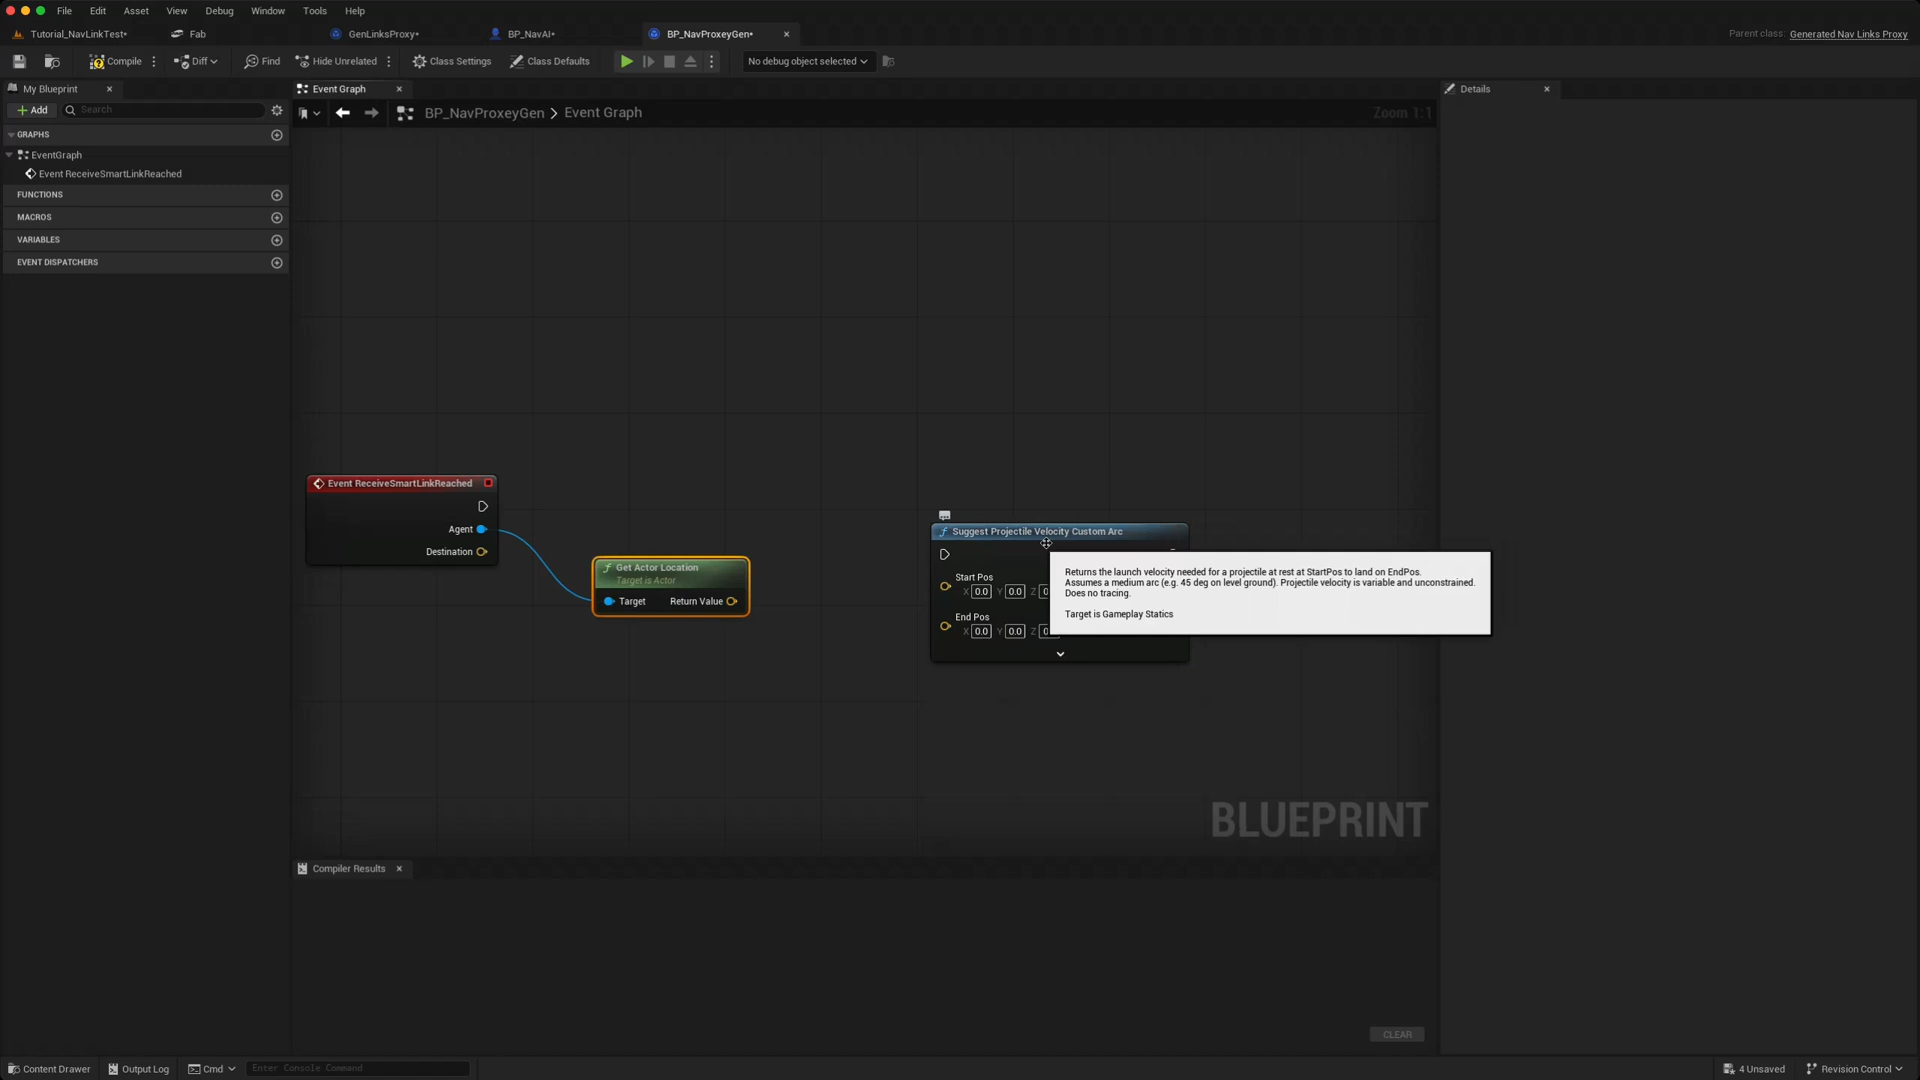 File Edit Asset View Debug Window Tools Help
Tutorial_NavLinkTest* Fab GenLinksProxy* BP_NavAI* BP_NavProxeyGen* Parent class: Generated Nav Links Proxy
Compile Diff Find Hide Unrelated Class Settings Class Defaults No debug object selected
My Blueprint Event Graph Details
Add Search BP_NavProxeyGen > Event Graph Zoom 1:1
GRAPHS
EventGraph
Event ReceiveSmartLinkReached
FUNCTIONS
MACROS
VARIABLES
EVENT DISPATCHERS
Event ReceiveSmartLinkReached
Agent
Destination
Get Actor Location
Target is Actor
Target Return Value
Suggest Projectile Velocity Custom Arc
Start Pos
X 0.0 Y 0.0 Z 0
End Pos
X 0.0 Y 0.0 Z 0
Returns the launch velocity needed for a projectile at rest at StartPos to land on EndPos.
Assumes a medium arc (e.g. 45 deg on level ground). Projectile velocity is variable and unconstrained.
Does no tracing.
Target is Gameplay Statics
BLUEPRINT
Compiler Results
CLEAR
Content Drawer Output Log Cmd Enter Console Command 4 Unsaved Revision Control